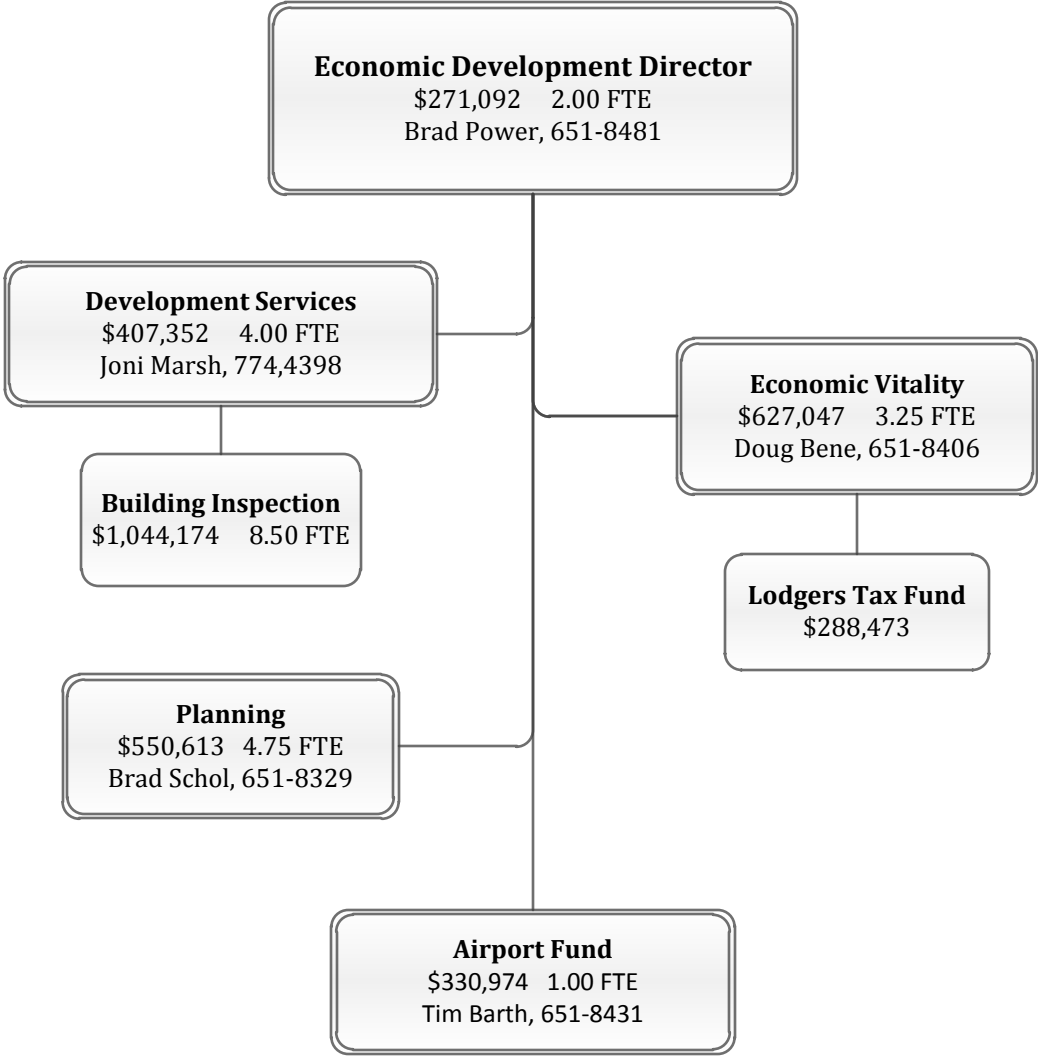 Economic Development Director
$271,092 2.00 FTE
Brad Power, 651-8481
Development Services
$407,352 4.00 FTE
Joni Marsh, 774,4398
Economic Vitality
$627,047 3.25 FTE
Doug Bene, 651-8406
Building Inspection
$1,044,174 8.50 FTE
Lodgers Tax Fund
$288,473
Planning
$550,613 4.75 FTE
Brad Schol, 651-8329
Airport Fund
$330,974 1.00 FTE
Tim Barth, 651-8431